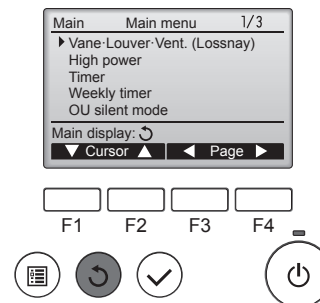 Main Main menu 1/3
Vane·Louver·Vent. (Lossnay)
High power
Timer
Weekly timer
OU silent mode
Main display:
Cursor Page
F1 F2 F3 F4